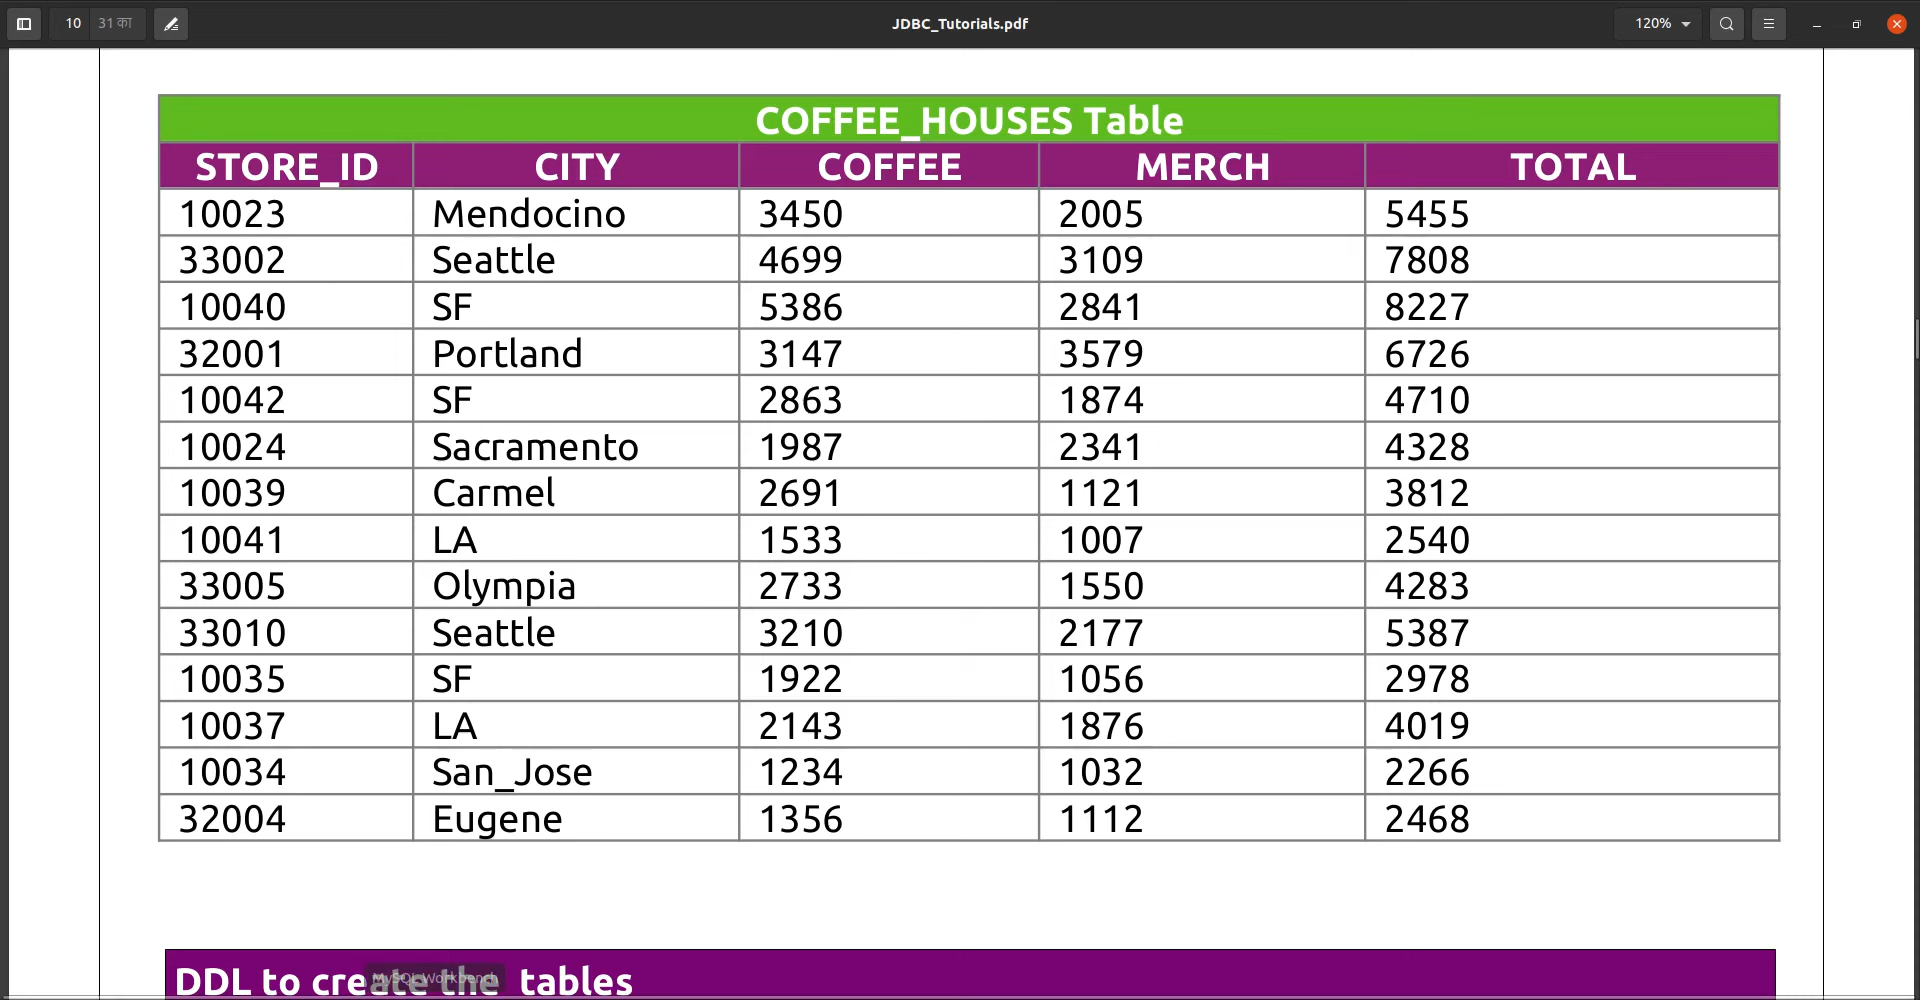 10 31 का JDBC_Tutorials.pdf 120%
COFFEE_HOUSES Table
STORE_ID CITY COFFEE MERCH TOTAL
10023 Mendocino 3450 2005 5455
33002 Seattle 4699 3109 7808
10040 SF 5386 2841 8227
32001 Portland 3147 3579 6726
10042 SF 2863 1874 4710
10024 Sacramento 1987 2341 4328
10039 Carmel 2691 1121 3812
10041 LA 1533 1007 2540
33005 Olympia 2733 1550 4283
33010 Seattle 3210 2177 5387
10035 SF 1922 1056 2978
10037 LA 2143 1876 4019
10034 San_Jose 1234 1032 2266
32004 Eugene 1356 1112 2468
DDL to create the tables
MySQL Workbench